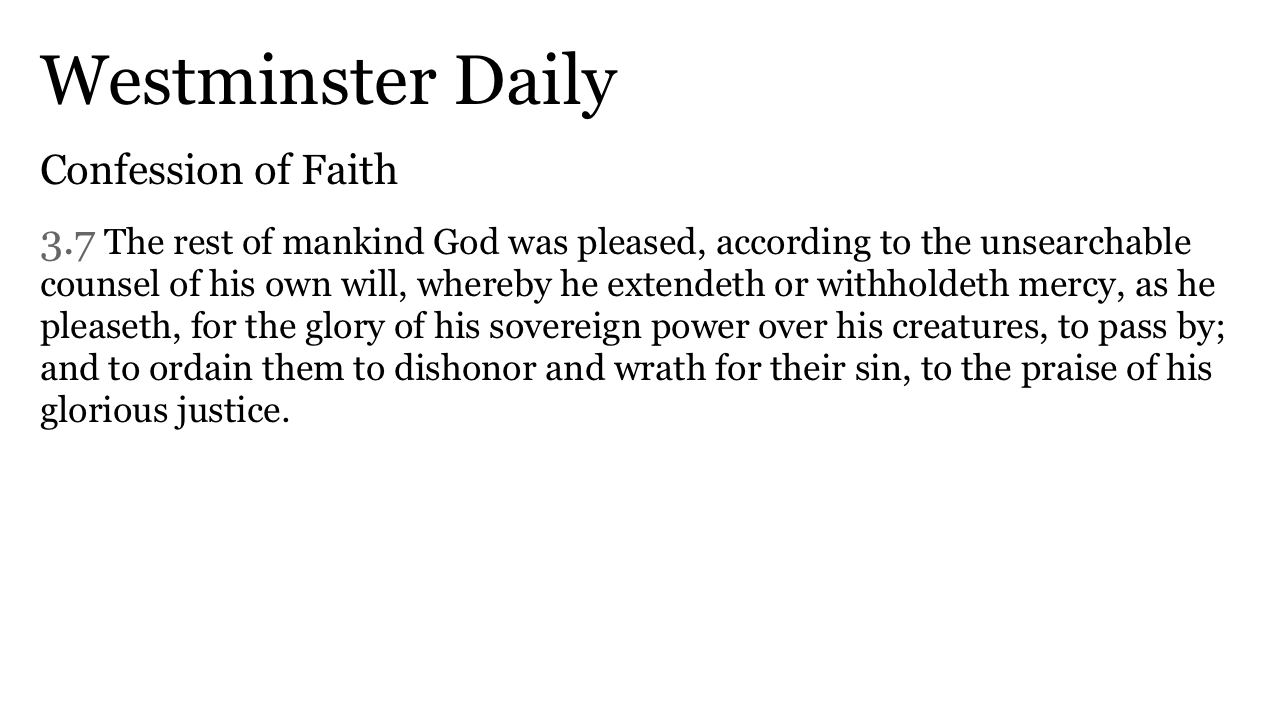 Westminster Daily
Confession of Faith
3.7 The rest of mankind God was pleased, according to the unsearchable
counsel of his own will, whereby he extendeth or withholdeth mercy, as he
pleaseth, for the glory of his sovereign power over his creatures, to pass by;
and to ordain them to dishonor and wrath for their sin, to the praise of his
glorious justice.